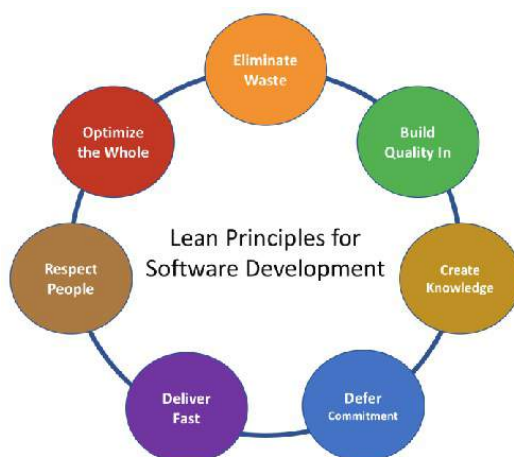 Eliminate
Waste
Build
Quality In
Create
Knowledge
Defer
Commitment
Deliver
Fast
Respect
People
Optimize
the Whole
Lean Principles for
Software Development